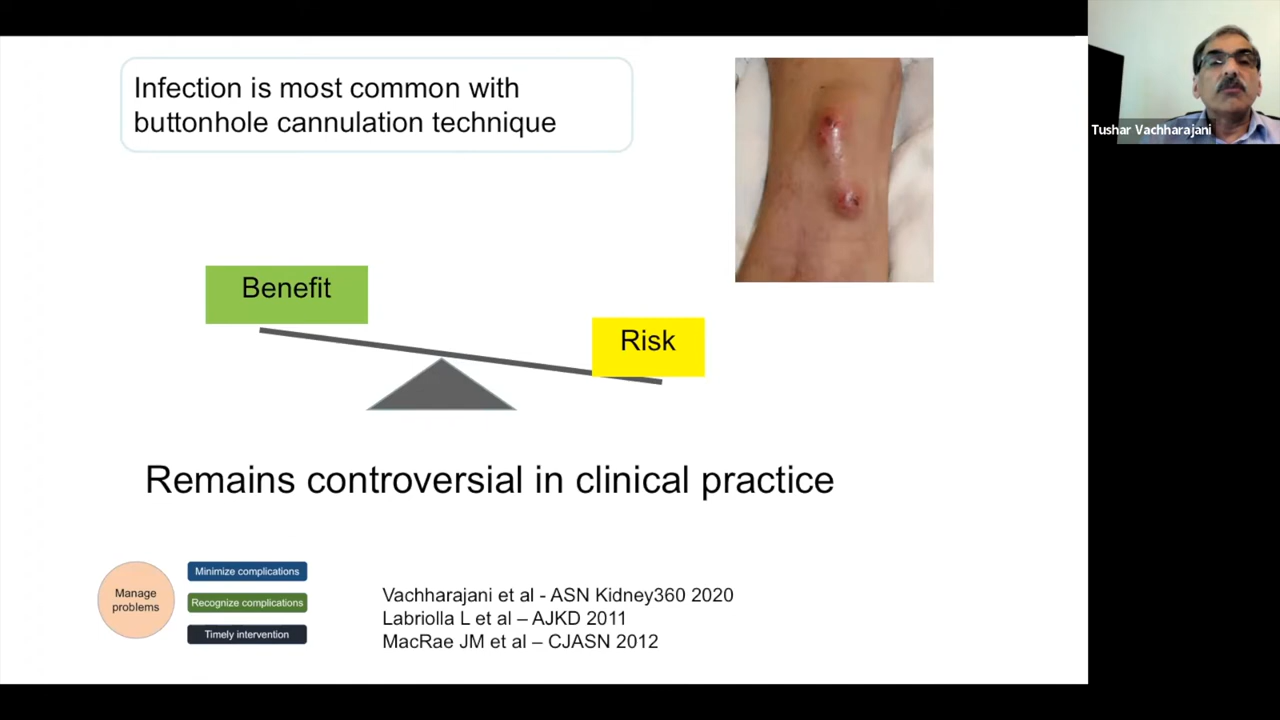 Infection is most common with
buttonhole cannulation technique
Tushar Vachharajani
Benefit
Risk
Remains controversial in clinical practice
Manage
problems
Minimize complications
Recognize complications
Timely intervention
Vachharajani et al - ASN Kidney360 2020
Labriolla L et al – AJKD 2011
MacRae JM et al – CJASN 2012